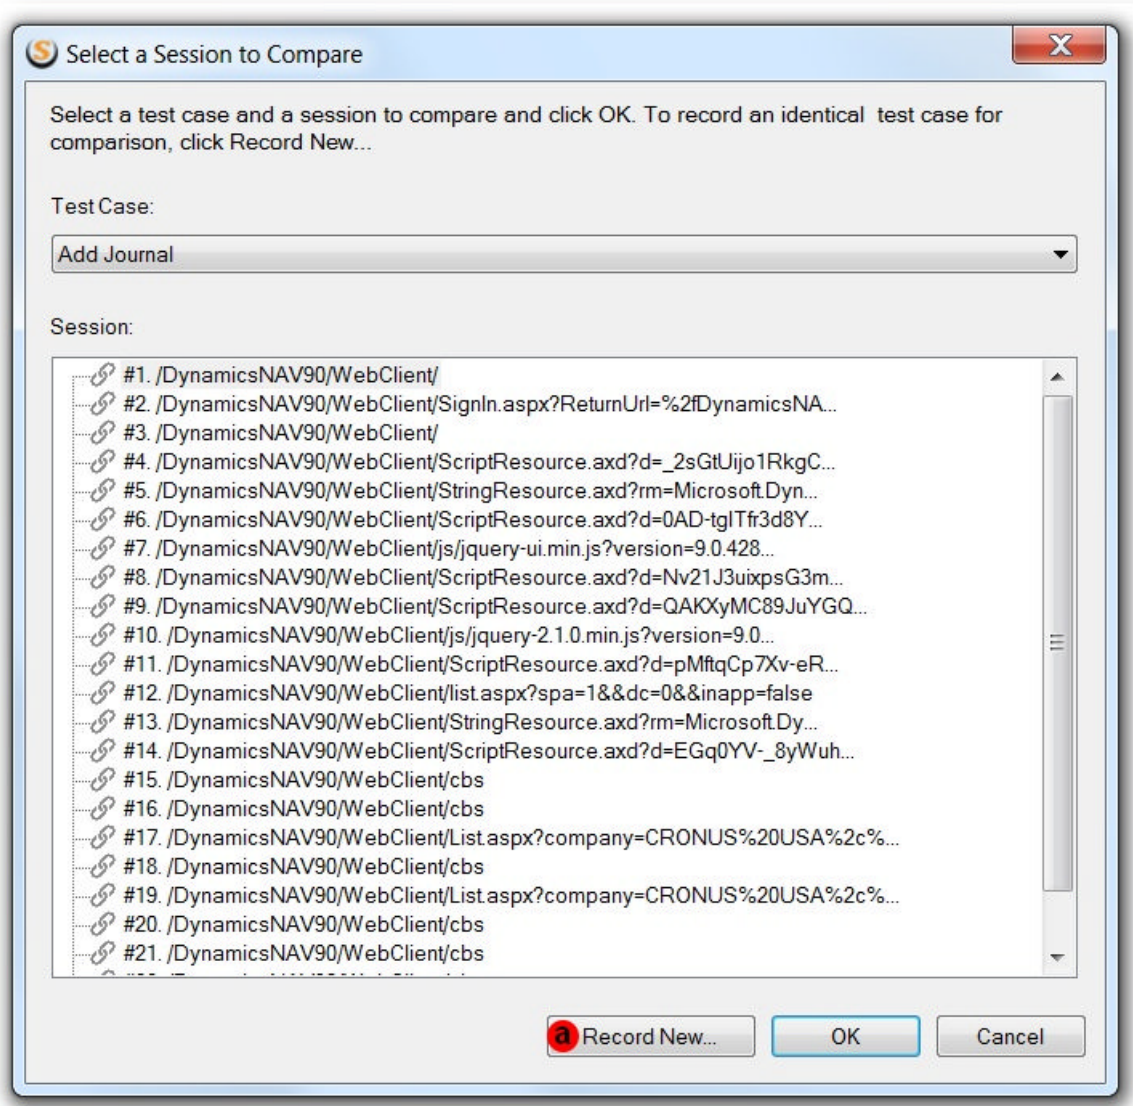 S Select a Session to Compare X
Select a test case and a session to compare and click OK. To record an identical test case for
comparison, click Record New...
Test Case:
Add Journal
Session:
#1. /DynamicsNAV90/WebClient/
#2. /DynamicsNAV90/WebClient/SignIn.aspx?ReturnUrl=%2fDynamicsNA...
#3. /DynamicsNAV90/WebClient/
#4. /DynamicsNAV90/WebClient/ScriptResource.axd?d=_2sGtUijo1RkgC...
#5. /DynamicsNAV90/WebClient/StringResource.axd?rm=Microsoft.Dyn...
#6. /DynamicsNAV90/WebClient/ScriptResource.axd?d=0AD-tgITfr3d8Y...
#7. /DynamicsNAV90/WebClient/js/jquery-ui.min.js?version=9.0.428...
#8. /DynamicsNAV90/WebClient/ScriptResource.axd?d=Nv21J3uixpsG3m...
#9. /DynamicsNAV90/WebClient/ScriptResource.axd?d=QAKXyMC89JuYGQ...
#10. /DynamicsNAV90/WebClient/js/jquery-2.1.0.min.js?version=9.0...
#11. /DynamicsNAV90/WebClient/ScriptResource.axd?d=pMftqCp7Xv-eR...
#12. /DynamicsNAV90/WebClient/list.aspx?spa=1&&dc=0&&inapp=false
#13. /DynamicsNAV90/WebClient/StringResource.axd?rm=Microsoft.Dy...
#14. /DynamicsNAV90/WebClient/ScriptResource.axd?d=EGq0YV-_8yWuh...
#15. /DynamicsNAV90/WebClient/cbs
#16. /DynamicsNAV90/WebClient/cbs
#17. /DynamicsNAV90/WebClient/List.aspx?company=CRONUS%20USA%2c%...
#18. /DynamicsNAV90/WebClient/cbs
#19. /DynamicsNAV90/WebClient/List.aspx?company=CRONUS%20USA%2c%...
#20. /DynamicsNAV90/WebClient/cbs
#21. /DynamicsNAV90/WebClient/cbs
a Record New... OK Cancel